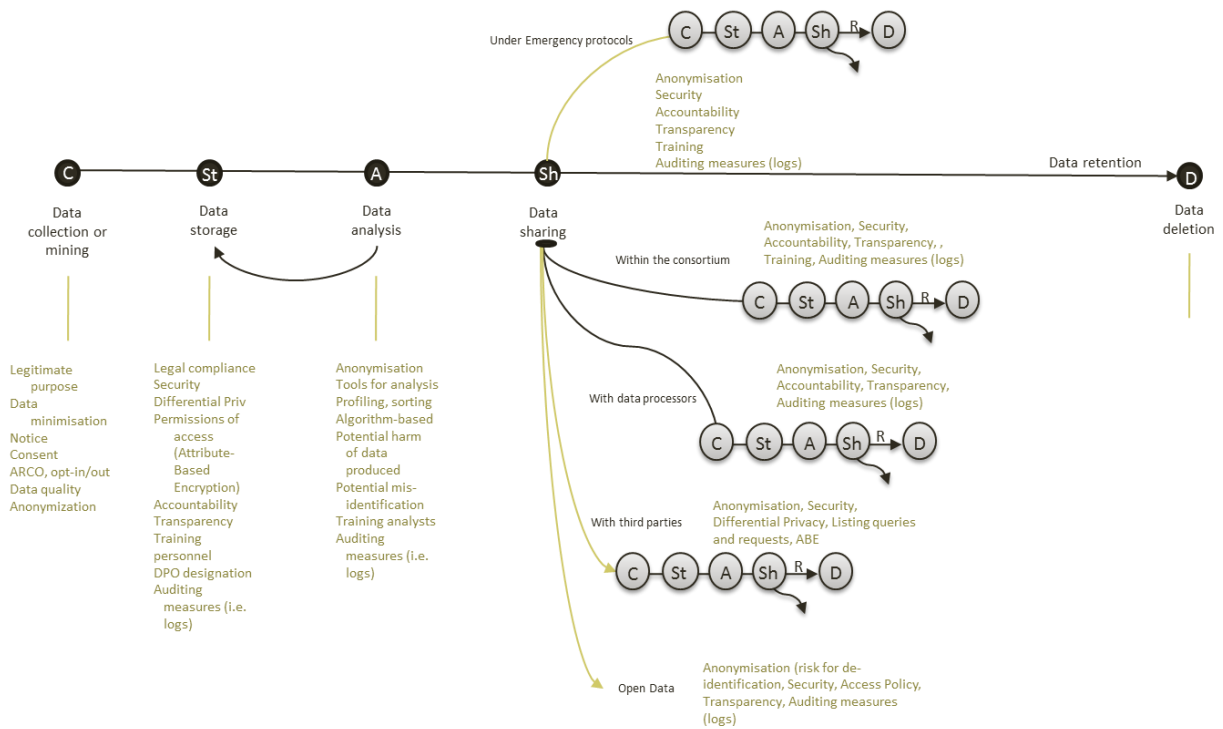 Under Emergency protocols
C St A Sh R D
Anonymisation
Security
Accountability
Transparency
Training
Auditing measures (logs)
C St A Sh Data retention D
Data
collection or
mining
Data
storage
Data
analysis
Data
sharing
Data
deletion
Legitimate
purpose
Data
minimisation
Notice
Consent
ARCO, opt-in/out
Data quality
Anonymization
Legal compliance
Security
Differential Priv
Permissions of
access
(Attribute-
Based
Encryption)
Accountability
Transparency
Training
personnel
DPO designation
Auditing
measures (i.e.
logs)
Anonymisation
Tools for analysis
Profiling, sorting
Algorithm-based
Potential harm
of data
produced
Potential mis-
identification
Training analysts
Auditing
measures (i.e.
logs)
Within the consortium
Anonymisation, Security,
Accountability, Transparency, ,
Training, Auditing measures (logs)
C St A Sh R D
With data processors
Anonymisation, Security,
Accountability, Transparency,
Auditing measures (logs)
C St A Sh R D
With third parties
Anonymisation, Security,
Differential Privacy, Listing queries
and requests, ABE
C St A Sh R D
Open Data
Anonymisation (risk for de-
identification, Security, Access Policy,
Transparency, Auditing measures
(logs)